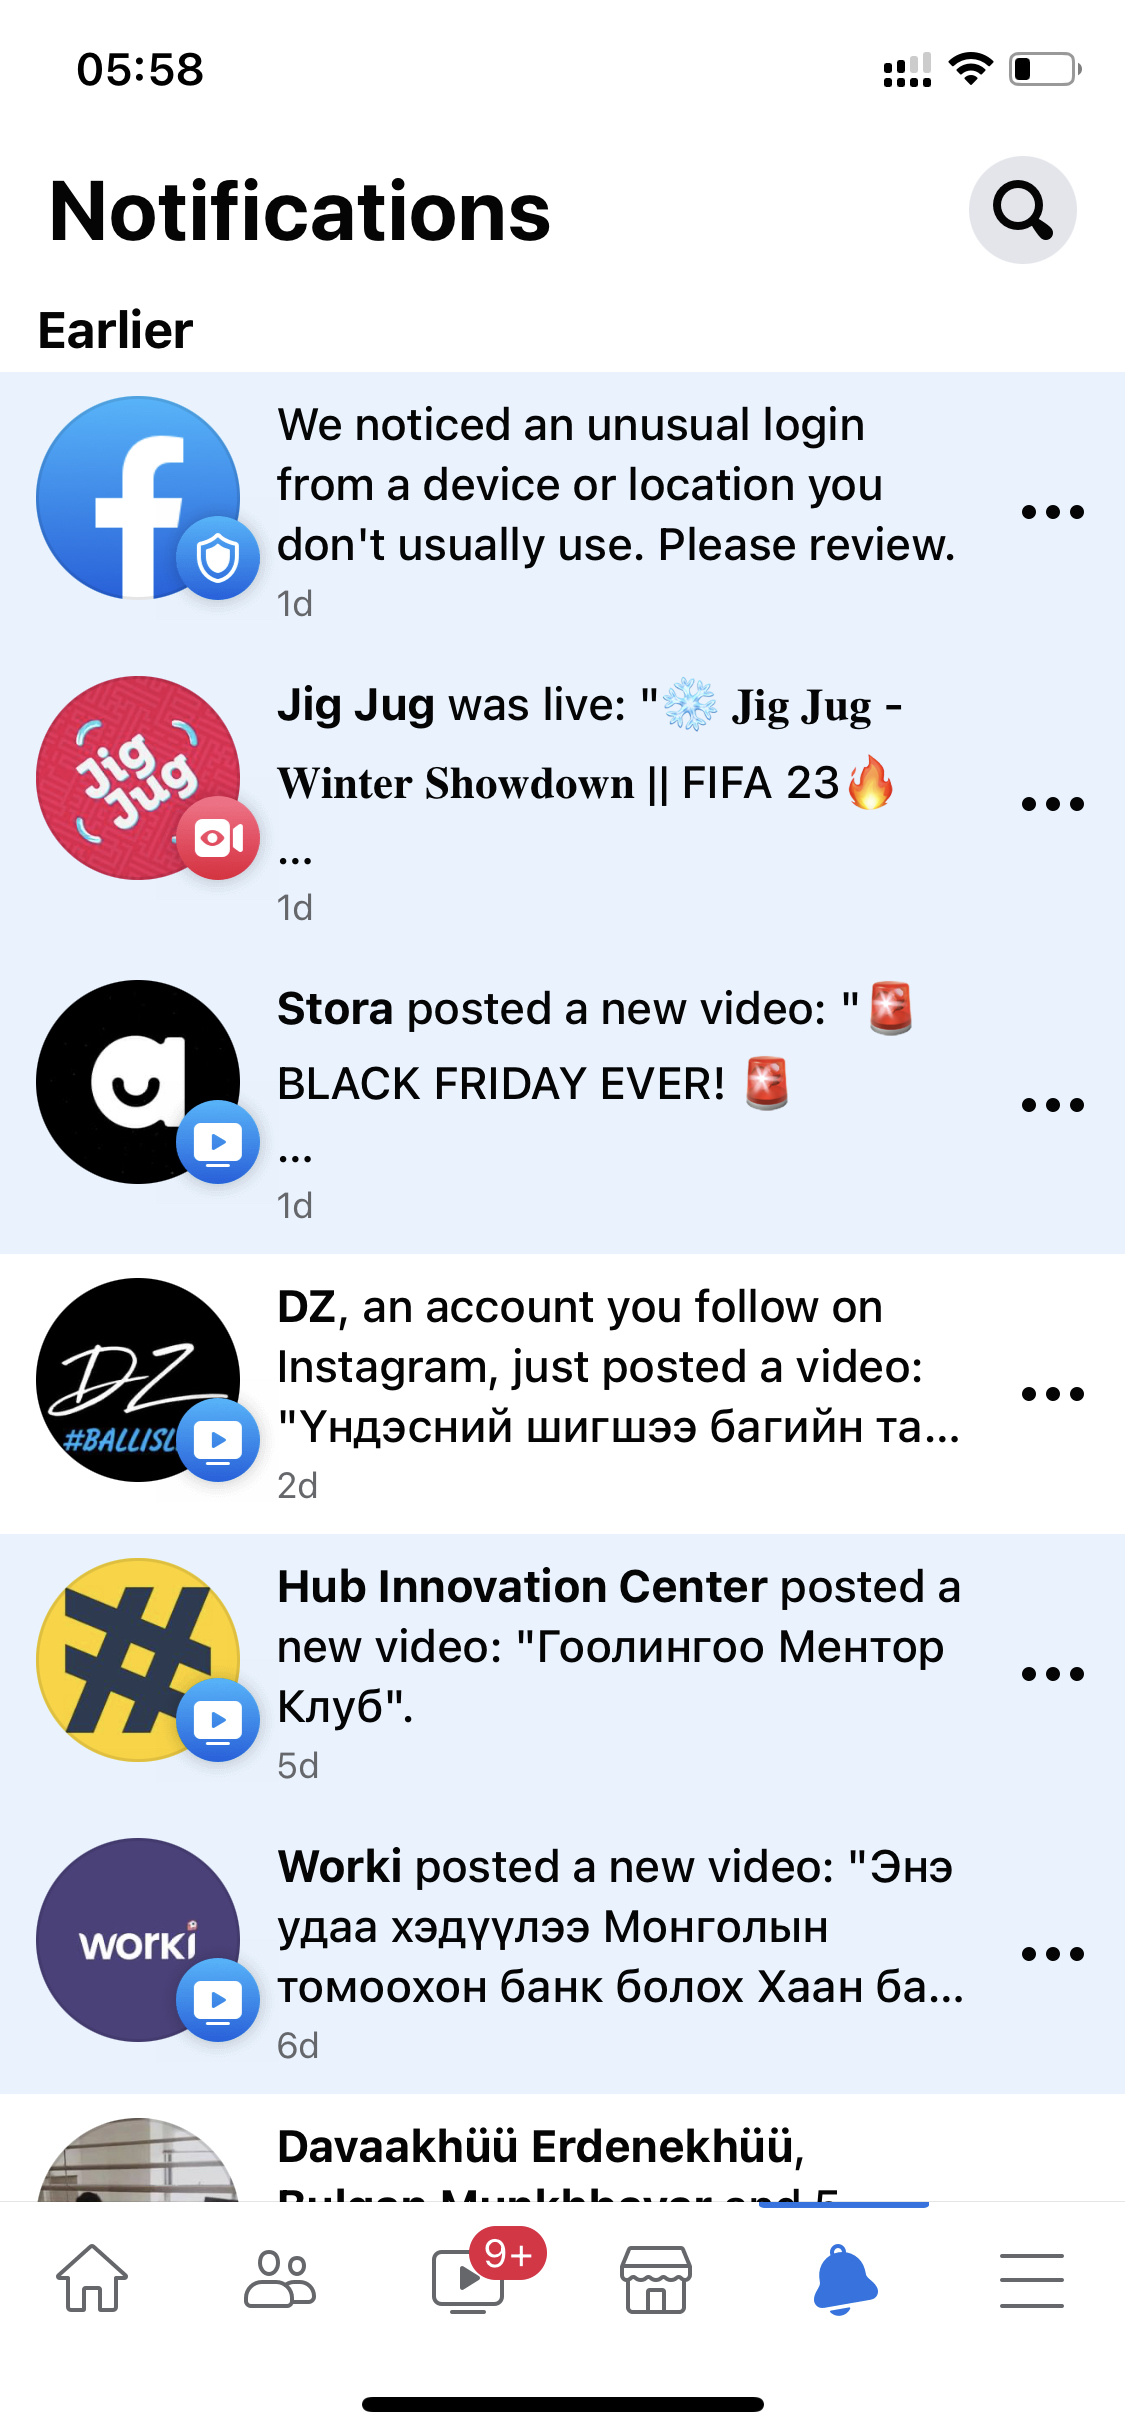 05:58
Notifications
Earlier
We noticed an unusual login
from a device or location you
don't usually use. Please review.
1d
Jig Jug
Jig Jug was live: "❄️ 𝐉𝐢𝐠 𝐉𝐮𝐠 -
𝐖𝐢𝐧𝐭𝐞𝐫 𝐒𝐡𝐨𝐰𝐝𝐨𝐰𝐧 || FIFA 23🔥
...
1d
Stora posted a new video: "🚨
BLACK FRIDAY EVER! 🚨
...
1d
DZ
DZ, an account you follow on
Instagram, just posted a video:
"Үндэсний шигшээ багийн та...
2d
Hub Innovation Center posted a
new video: "Гоолингоо Ментор
Клуб".
5d
worki
Worki posted a new video: "Энэ
удаа хэдүүлээ Монголын
томоохон банк болох Хаан ба...
6d
Davaakhüü Erdenekhüü,
9+